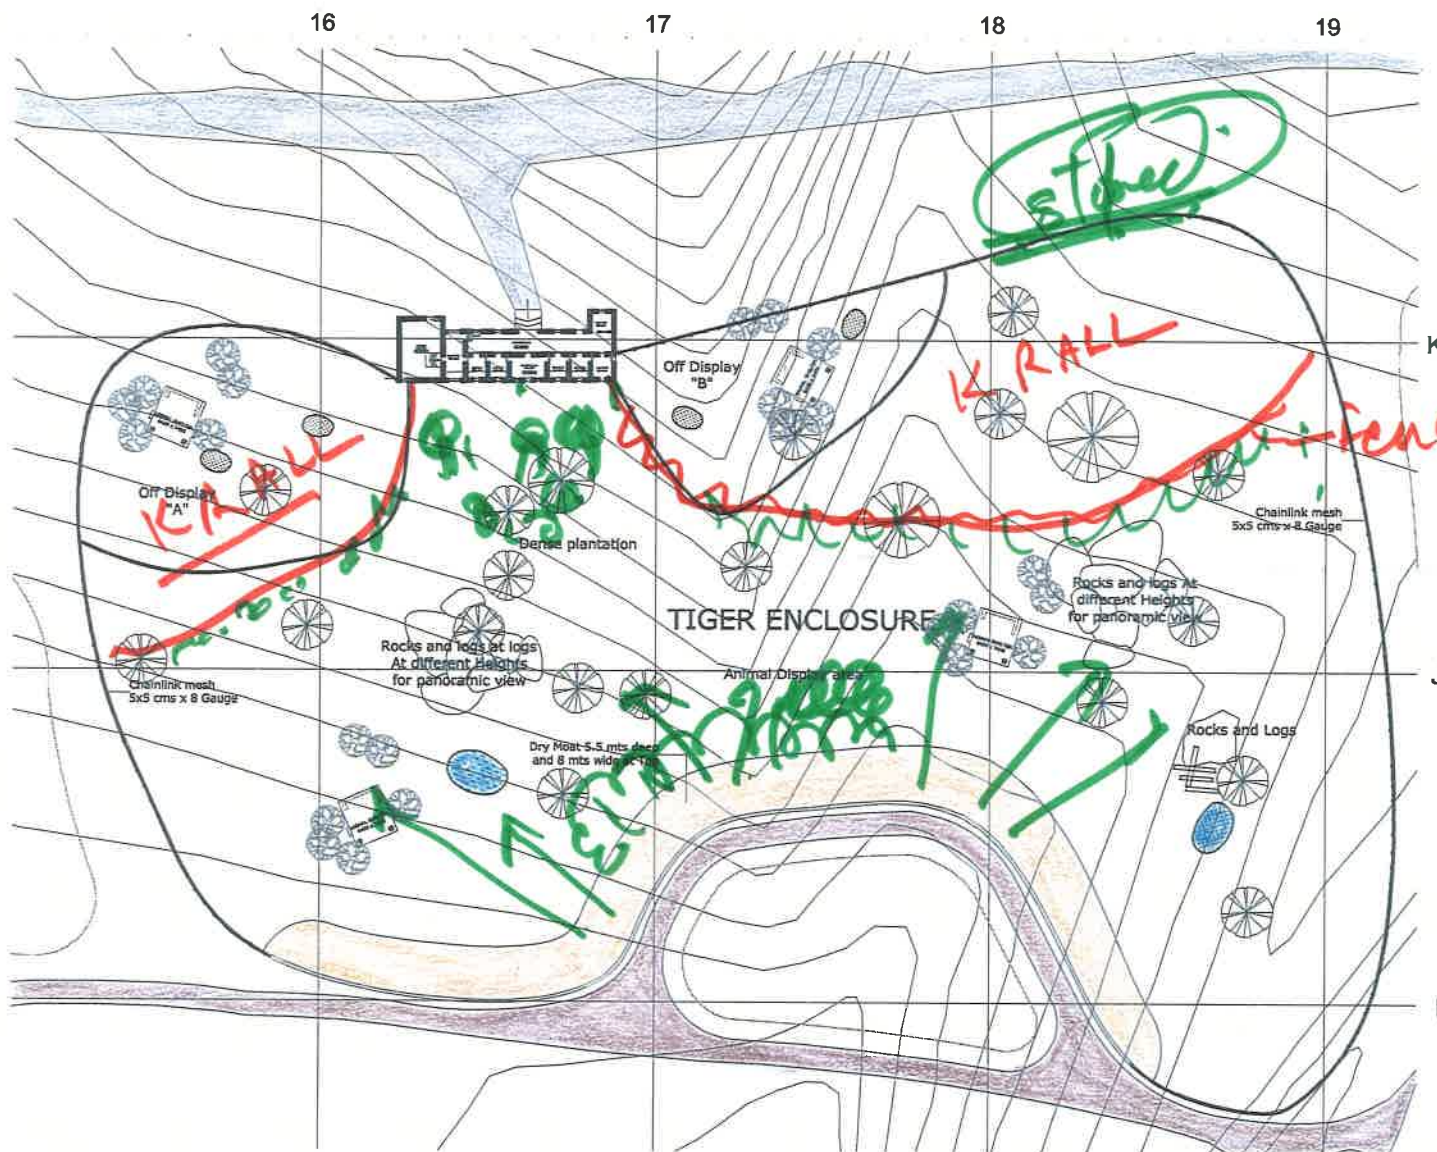 16 17 18 19
K
Off Display
"B"
KRALL
Off Display
"A"
KRALL
Chainlink mesh
5x5 cms x 8 Gauge
Dense plantation
TIGER ENCLOSURE
Rocks and logs At
different Heights
for panoramic view
Rocks and logs at logs
At different Heights
for panoramic view
Animal Display area
J
Chainlink mesh
5x5 cms x 8 Gauge
Rocks and Logs
Dry Moat 5.5 mts deep
and 8 mts wide at Top